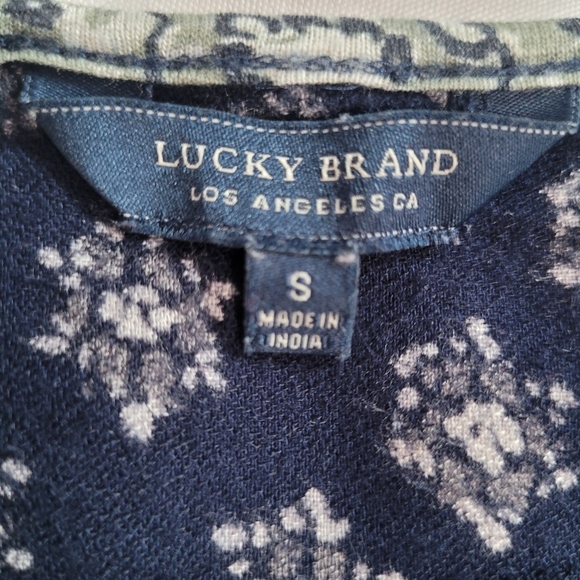 LUCKY BRAND
LOS ANGELES CA
S
MADE IN
INDIA